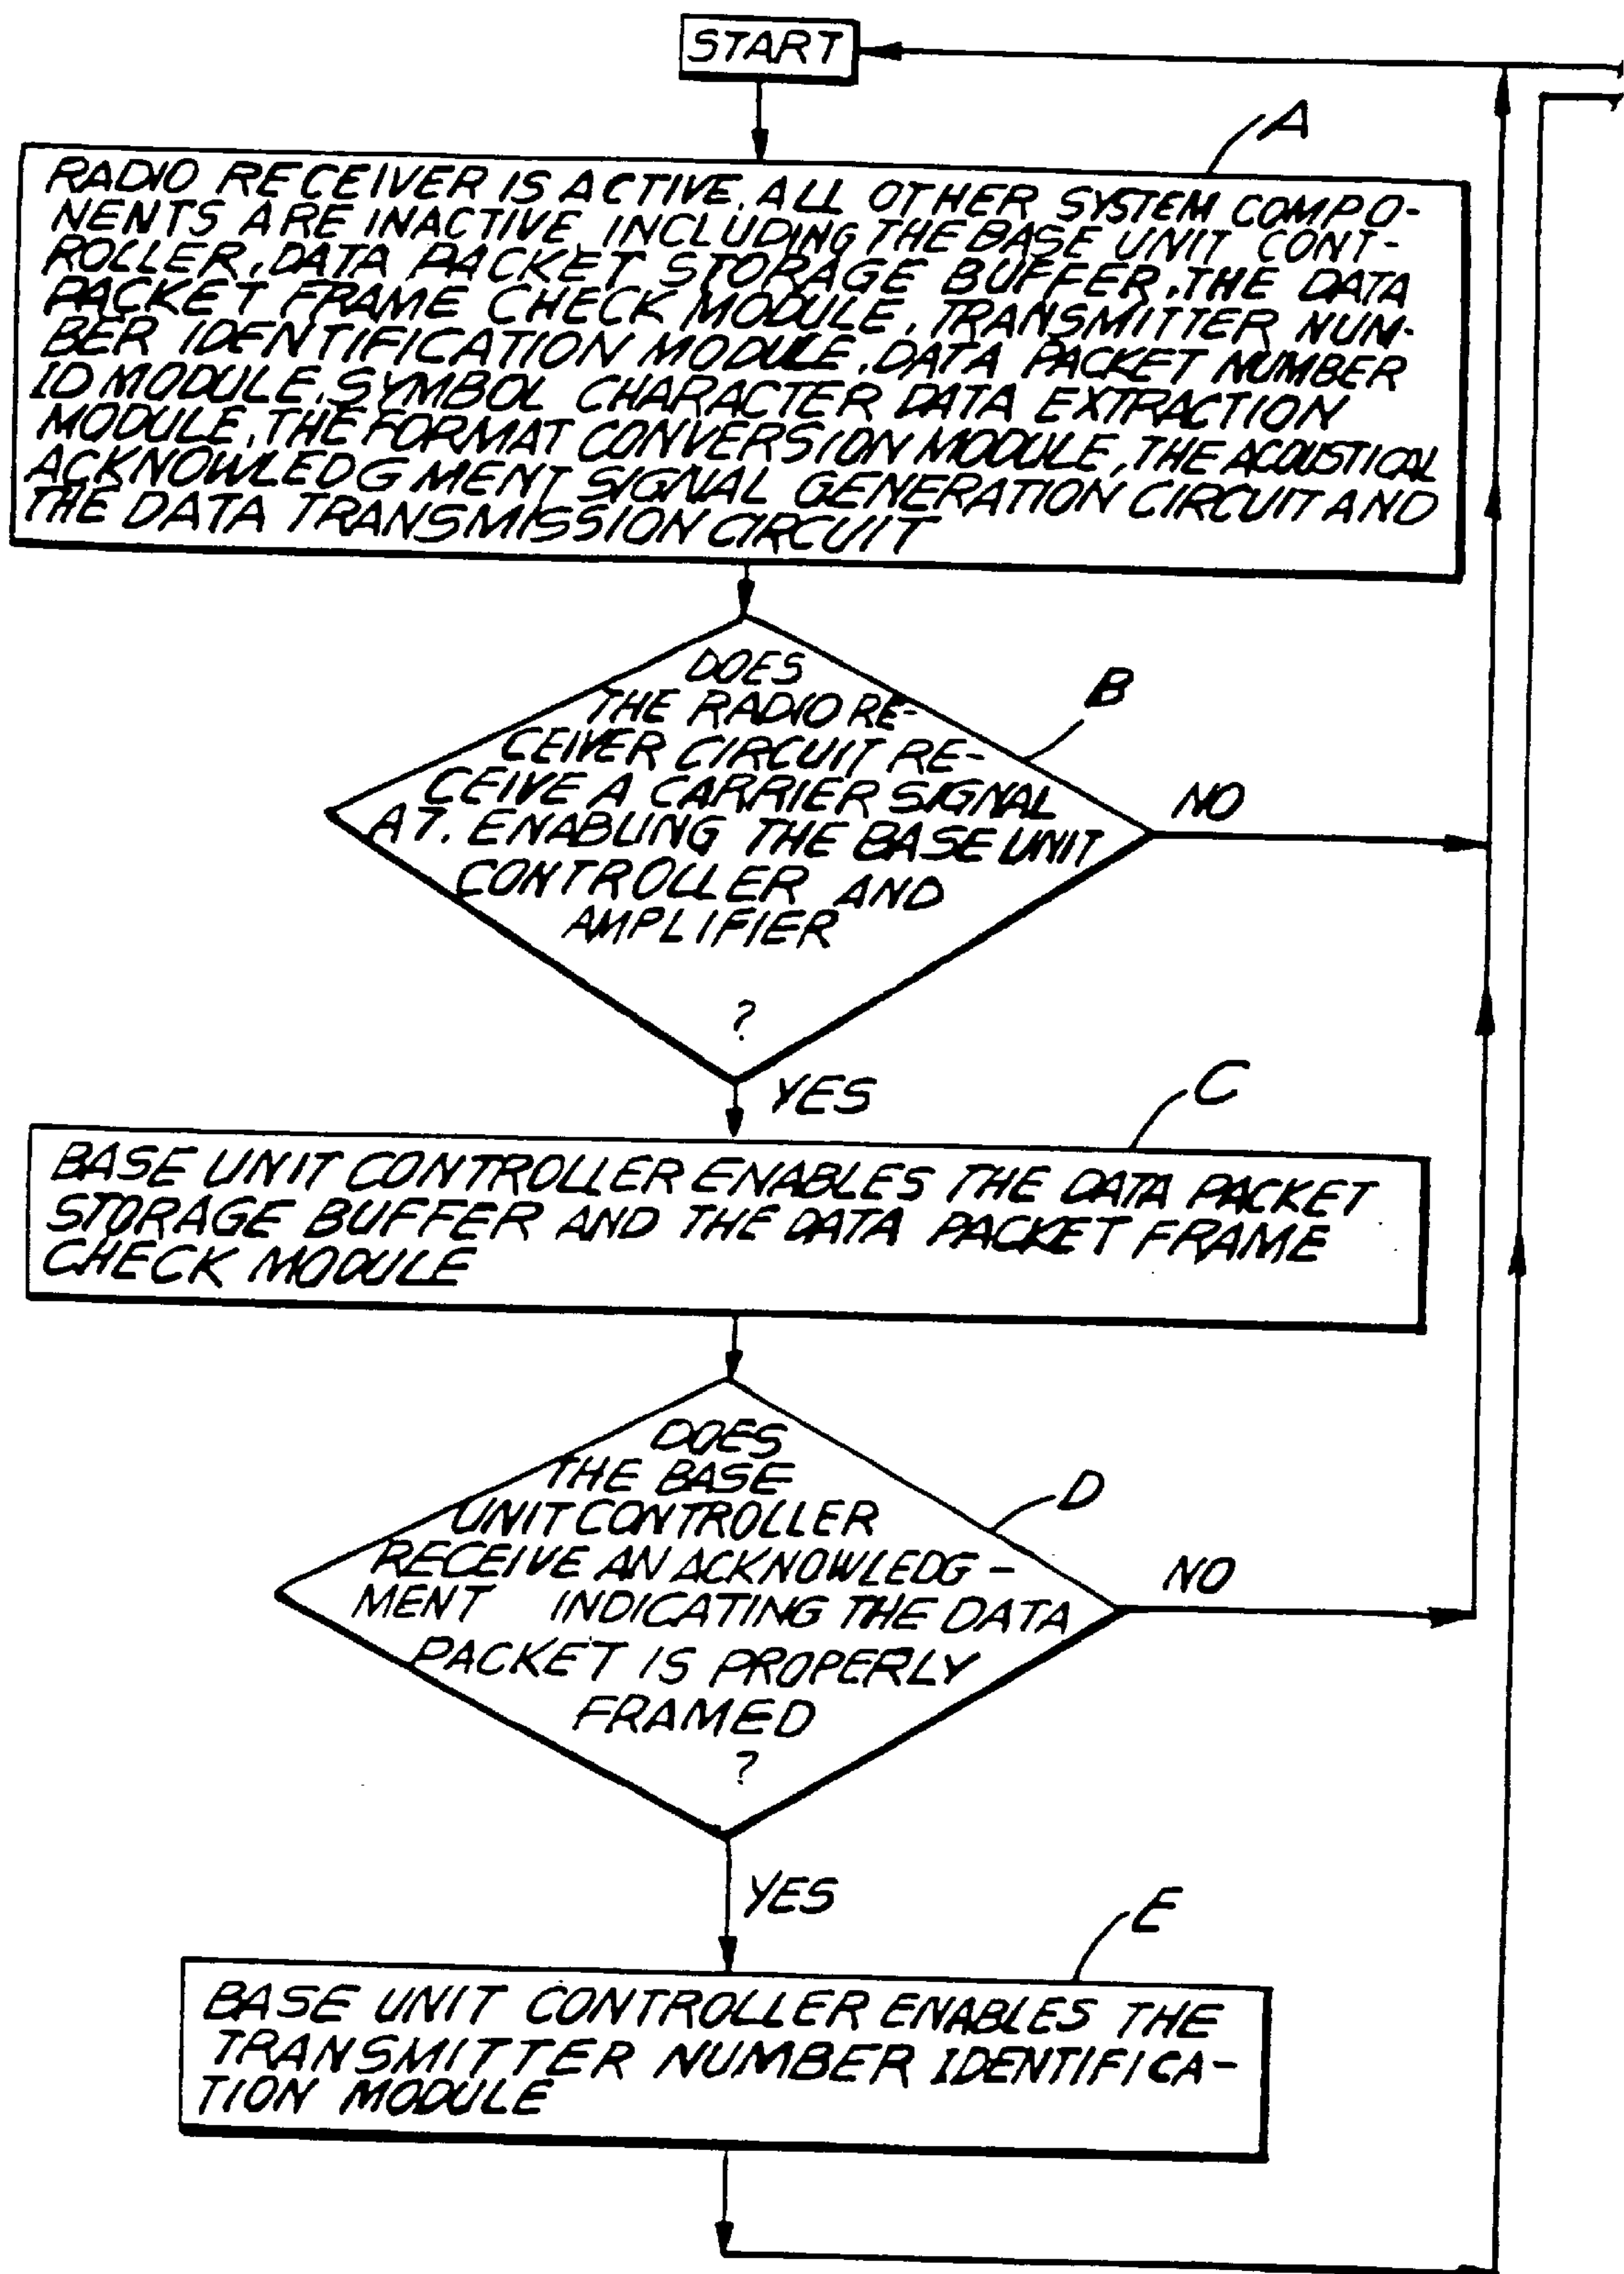 START
A
RADIO RECEIVER IS ACTIVE. ALL OTHER SYSTEM COMPO-
NENTS ARE INACTIVE INCLUDING THE BASE UNIT CONT-
ROLLER, DATA PACKET STORAGE BUFFER, THE DATA
PACKET FRAME CHECK MODULE, TRANSMITTER NUM-
BER IDENTIFICATION MODULE, DATA PACKET NUMBER
ID MODULE, SYMBOL CHARACTER DATA EXTRACTION
MODULE, THE FORMAT CONVERSION MODULE, THE ACOUSTICAL
ACKNOWLEDGMENT SIGNAL GENERATION CIRCUIT AND
THE DATA TRANSMISSION CIRCUIT
B
DOES
THE RADIO RE-
CEIVER CIRCUIT RE-
CEIVE A CARRIER SIGNAL
AT. ENABLING THE BASE UNIT
CONTROLLER AND
AMPLIFIER
?
NO
YES
C
BASE UNIT CONTROLLER ENABLES THE DATA PACKET
STORAGE BUFFER AND THE DATA PACKET FRAME
CHECK MODULE
D
DOES
THE BASE
UNIT CONTROLLER
RECEIVE AN ACKNOWLEDG-
MENT INDICATING THE DATA
PACKET IS PROPERLY
FRAMED
?
NO
YES
E
BASE UNIT CONTROLLER ENABLES THE
TRANSMITTER NUMBER IDENTIFICA-
TION MODULE